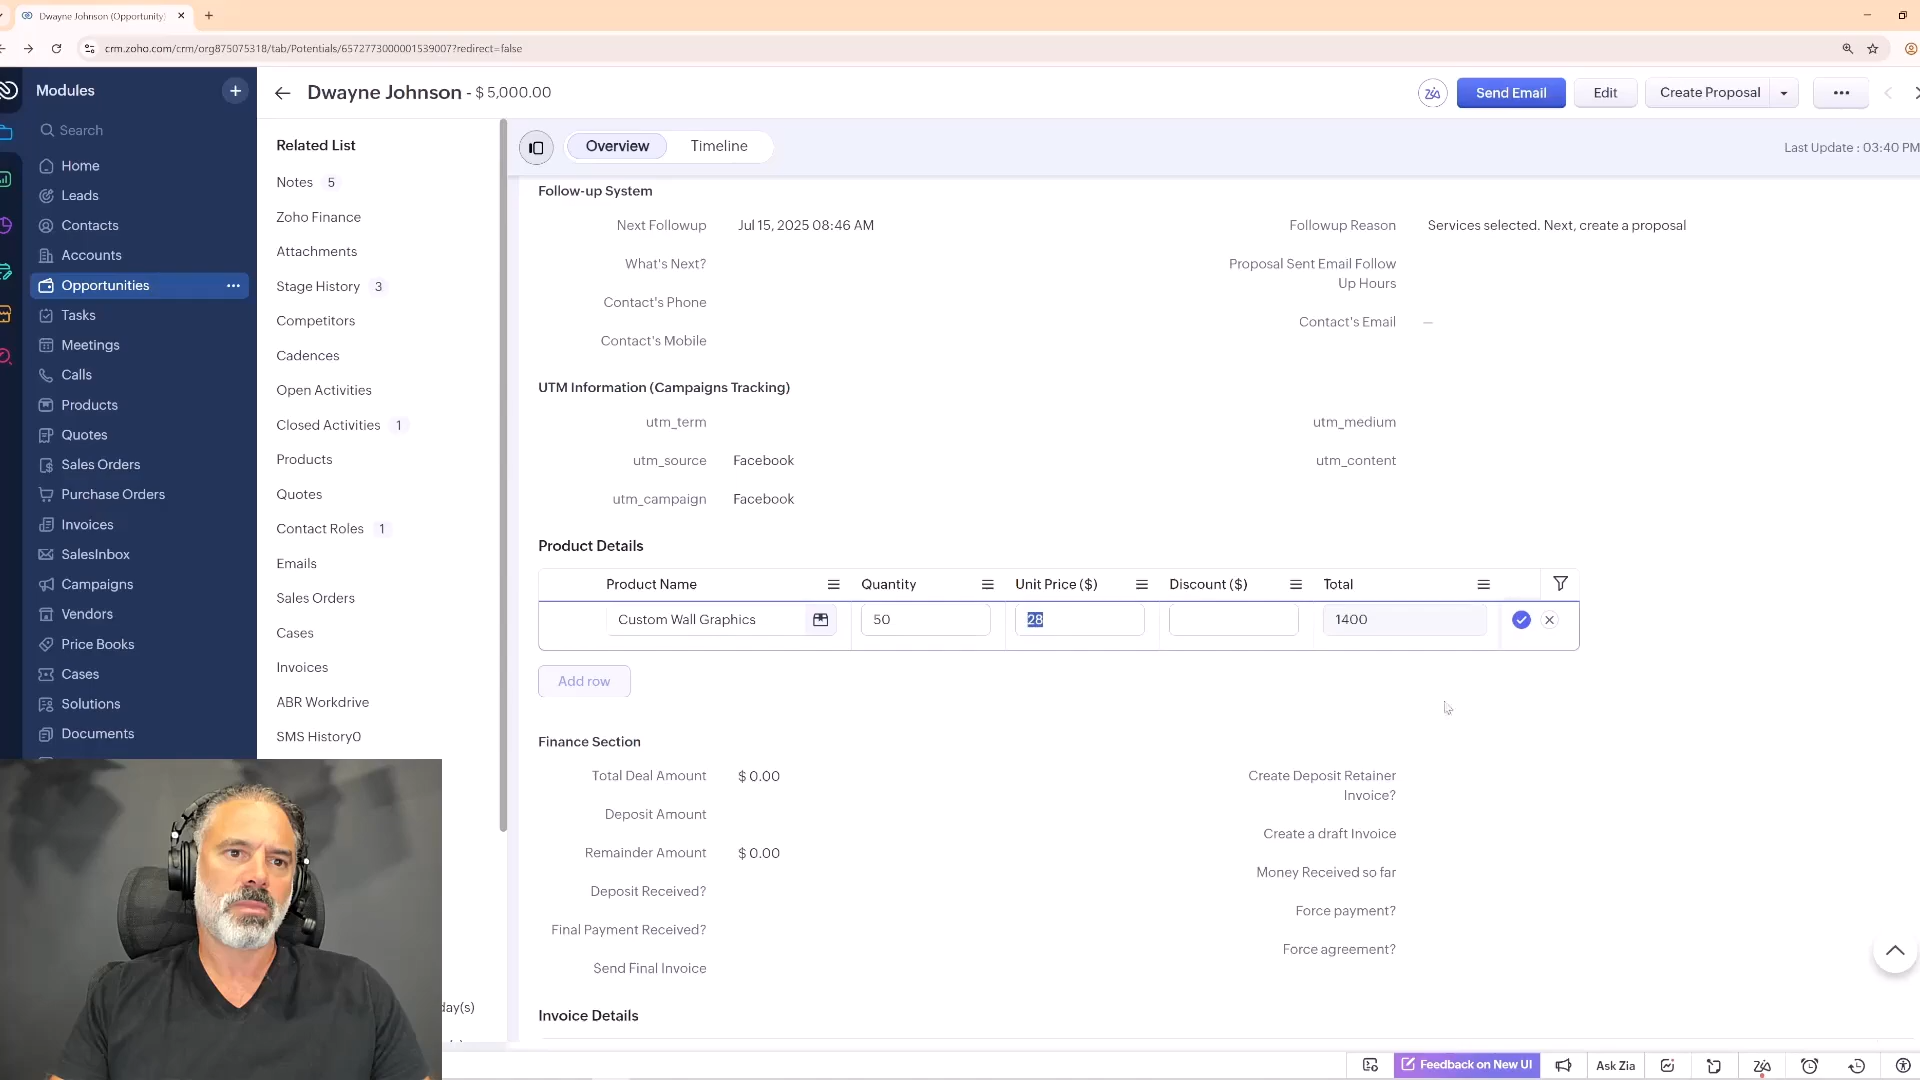 Dwayne Johnson (Opportunity)
crm.zoho.com/crm/org875075318/tab/Potentials/6572773000001539007?redirect=false
Modules
Search
Home
Leads
Contacts
Accounts
Opportunities
Tasks
Meetings
Calls
Products
Quotes
Sales Orders
Purchase Orders
Invoices
SalesInbox
Campaigns
Vendors
Price Books
Cases
Solutions
Documents
Dwayne Johnson - $ 5,000.00
Send Email
Edit
Create Proposal
Related List
Notes 5
Zoho Finance
Attachments
Stage History 3
Competitors
Cadences
Open Activities
Closed Activities 1
Products
Quotes
Contact Roles 1
Emails
Sales Orders
Cases
Invoices
ABR Workdrive
SMS History0
day(s)
Overview
Timeline
Last Update : 03:40 PM
Follow-up System
Next Followup Jul 15, 2025 08:46 AM
Followup Reason Services selected. Next, create a proposal
What's Next?
Proposal Sent Email Follow
Up Hours
Contact's Phone
Contact's Email —
Contact's Mobile
UTM Information (Campaigns Tracking)
utm_term
utm_medium
utm_source Facebook
utm_content
utm_campaign Facebook
Product Details
Product Name Quantity Unit Price ($) Discount ($) Total
Custom Wall Graphics 50 28 1400
Add row
Finance Section
Total Deal Amount $ 0.00
Create Deposit Retainer
Invoice?
Deposit Amount
Create a draft Invoice
Remainder Amount $ 0.00
Money Received so far
Deposit Received?
Force payment?
Final Payment Received?
Force agreement?
Send Final Invoice
Invoice Details
Feedback on New UI
Ask Zia